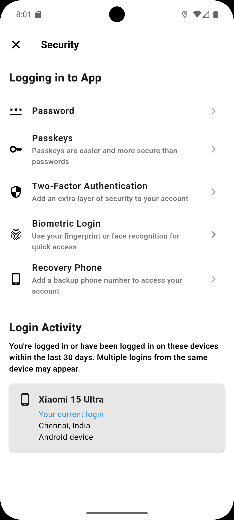 8:01
Security
Logging in to App
Password
Passkeys
Passkeys are easier and more secure than
passwords
Two-Factor Authentication
Add an extra layer of security to your account
Biometric Login
Use your fingerprint or face recognition for
quick access
Recovery Phone
Add a backup phone number to access your
account
Login Activity
You're logged in or have been logged in on these devices
within the last 30 days. Multiple logins from the same
device may appear.
Xiaomi 15 Ultra
Your current login
Chennai, India
Android device